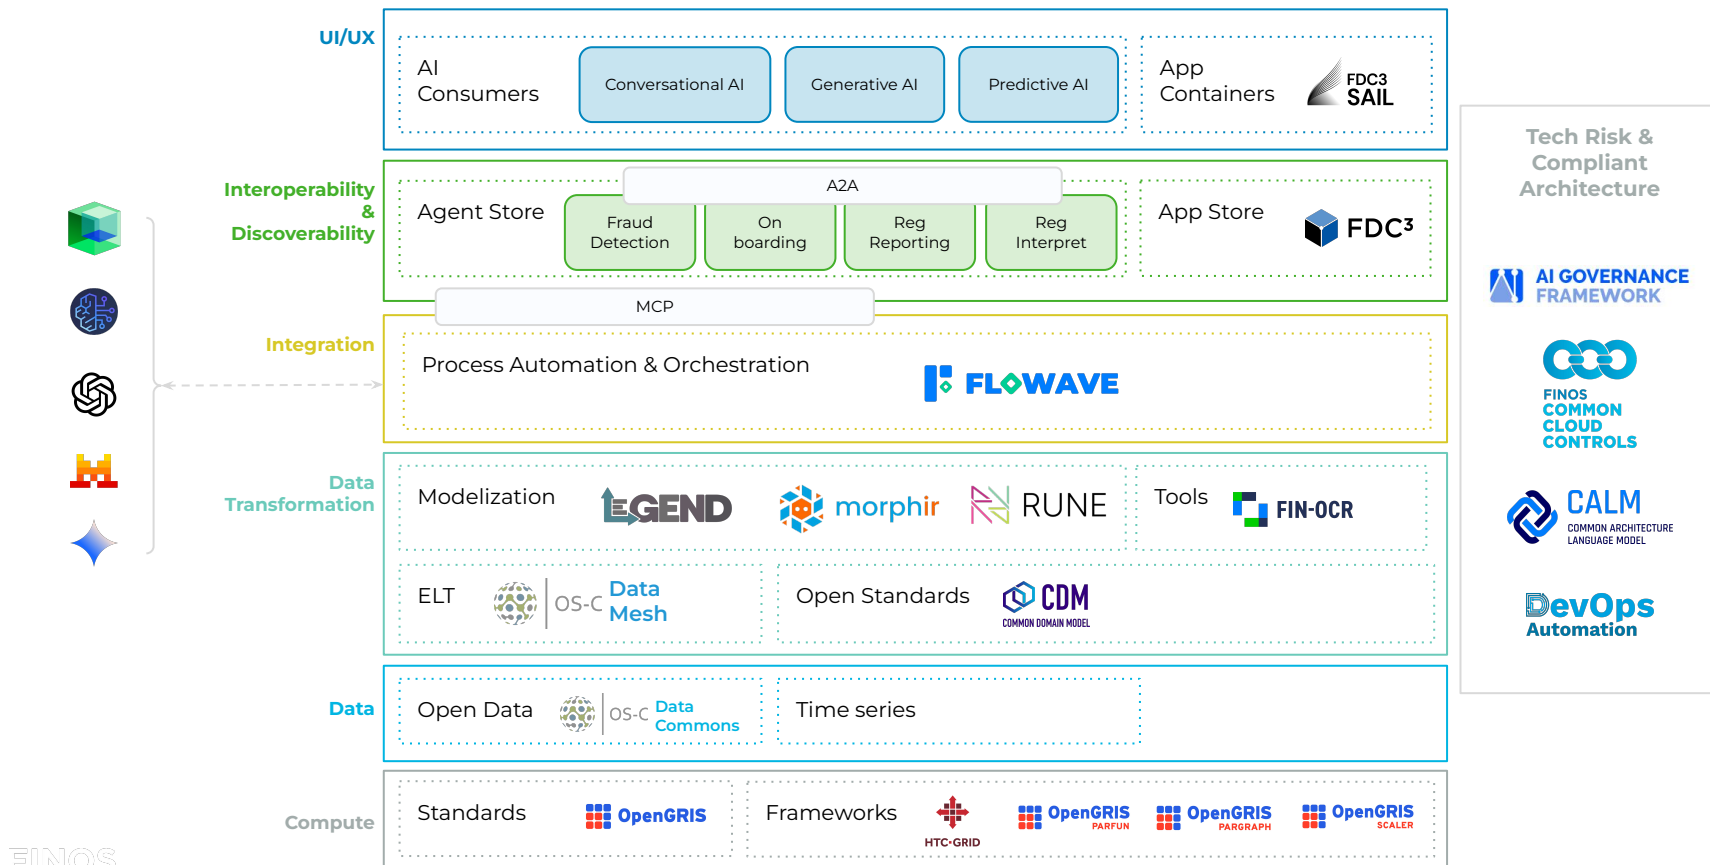 UI/UX
AI
Consumers
Conversational AI
Generative AI
Predictive AI
App
Containers
FDC3
SAIL
Interoperability
&
Discoverability
Agent Store
A2A
Fraud
Detection
On
boarding
Reg
Reporting
Reg
Interpret
App Store
FDC³
MCP
Integration
Process Automation & Orchestration
FLOWAVE
Data
Transformation
Modelization
LEGEND
morphir
RUNE
Tools
FIN-OCR
ELT
OS-C
Data
Mesh
Open Standards
CDM
COMMON DOMAIN MODEL
Data
Open Data
OS-C
Data
Commons
Time series
Compute
Standards
OpenGRIS
Frameworks
HTC-GRID
OpenGRIS
PARFUN
OpenGRIS
PARGRAPH
OpenGRIS
SCALER
Tech Risk &
Compliant
Architecture
AI GOVERNANCE
FRAMEWORK
FINOS
COMMON
CLOUD
CONTROLS
CALM
COMMON ARCHITECTURE
LANGUAGE MODEL
DevOps
Automation
FINOS